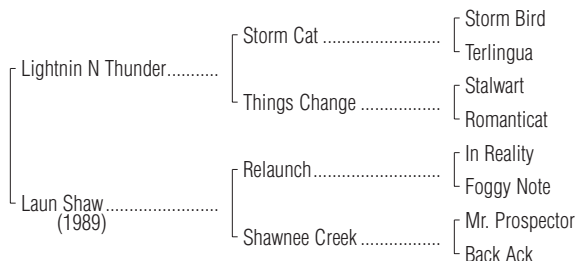 Storm Bird
Storm Cat ........................
Terlingua
Lightnin N Thunder...........
Stalwart
Things Change ................
Romanticat
In Reality
Relaunch..........................
Foggy Note
Laun Shaw........................
(1989)
Mr. Prospector
Shawnee Creek ................
Back Ack